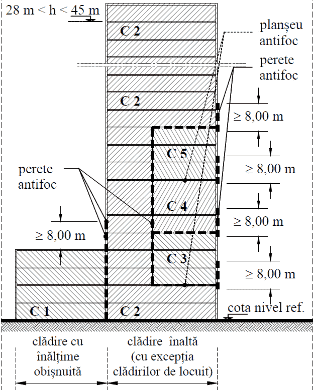 28 m < h < 45 m
C 2
planșeu
antifoc
perete
antifoc
C 2
≥ 8,00 m
C 5
> 8,00 m
perete
antifoc
C 4
≥ 8,00 m
≥ 8,00 m
C 3
≥ 8,00 m
C 1
C 2
cota nivel ref.
clădire cu
înălțime
obișnuită
clădire înaltă
(cu excepția
clădirilor de locuit)